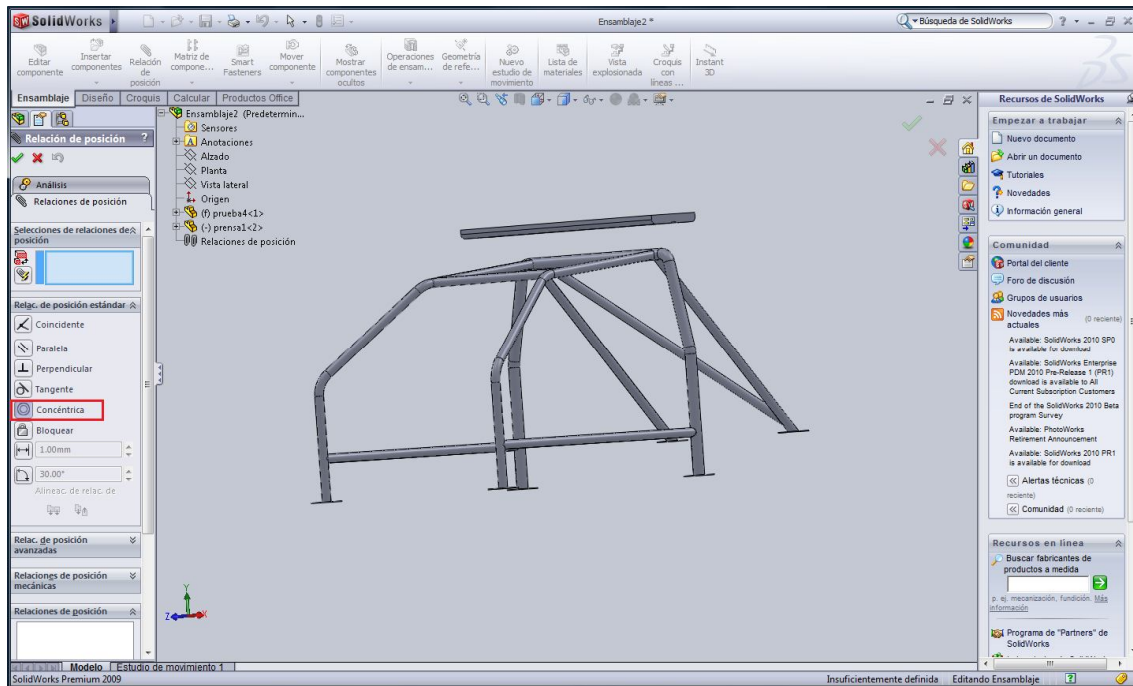 SolidWorks
Ensamblaje2 *
Búsqueda de SolidWorks
Editar componente
Insertar componentes
Relación de posición
Matriz de compone...
Smart Fasteners
Mover componente
Mostrar componentes ocultos
Operaciones de ensam...
Geometría de refe...
Nuevo estudio de movimiento
Lista de materiales
Vista explosionada
Croquis con líneas ...
Instant 3D
Ensamblaje Diseño Croquis Calcular Productos Office
Relación de posición ?
Análisis
Relaciones de posición
Selecciones de relaciones de posición
Relac. de posición estándar
Coincidente
Paralela
Perpendicular
Tangente
Concéntrica
Bloquear
1.00mm
30.00°
Alineac. de relac. de
Relac. de posición avanzadas
Relaciones de posición mecánicas
Relaciones de posición
Ensamblaje2 (Predetermin...
Sensores
Anotaciones
Alzado
Planta
Vista lateral
Origen
(f) prueba4<1>
(-) prensa1<2>
Relaciones de posición
Y
Z X
Recursos de SolidWorks
Empezar a trabajar
Nuevo documento
Abrir un documento
Tutoriales
Novedades
Información general
Comunidad
Portal del cliente
Foro de discusión
Grupos de usuarios
Novedades más actuales (0 reciente)
Available: SolidWorks 2010 SP0
is available for download
Available: SolidWorks Enterprise
PDM 2010 Pre-Release 1 (PR1)
download is available to All
Current Subscription Customers
End of the SolidWorks 2010 Beta
program Survey
Available: PhotoWorks
Retirement Announcement
Available: SolidWorks 2010 PR1
is available for download
Alertas técnicas (0
reciente)
Comunidad (0 reciente)
Recursos en línea
Buscar fabricantes de
productos a medida
p. ej. mecanización, fundición. Más
información
Programa de "Partners" de
SolidWorks
Modelo Estudio de movimiento 1
SolidWorks Premium 2009
Insuficientemente definida Editando Ensamblaje